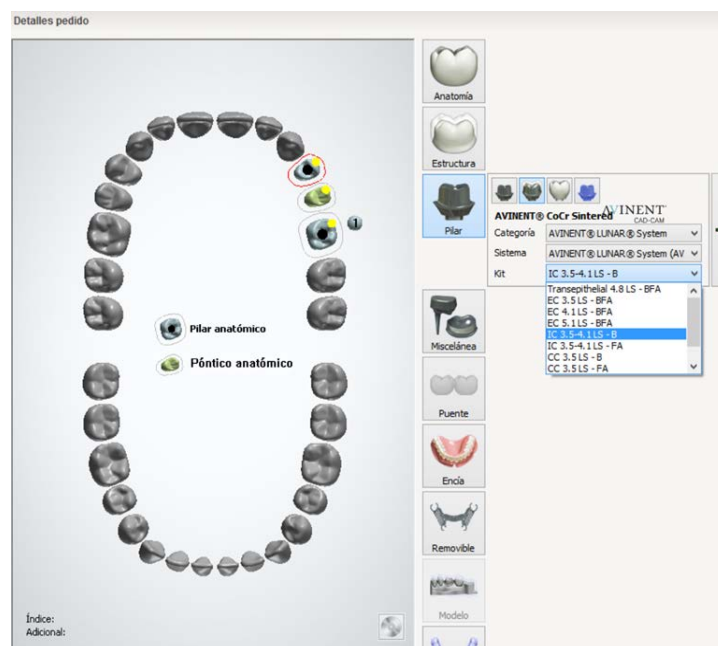 Detalles pedido
Anatomía
Estructura
Pilar
AVINENT
CAD-CAM
AVINENT® CoCr Sintered
Categoría AVINENT® LUNAR® System
Sistema AVINENT® LUNAR® System (AV
Kit IC 3.5-4.1 LS - B
Transepithelial 4.8 LS - BFA
EC 3.5 LS - BFA
EC 4.1 LS - BFA
EC 5.1 LS - BFA
IC 3.5-4.1 LS - B
IC 3.5-4.1 LS - FA
CC 3.5 LS - B
CC 3.5 LS - FA
1
Pilar anatómico
Póntico anatómico
Miscelánea
Puente
Encía
Removible
Modelo
Índice:
Adicional: